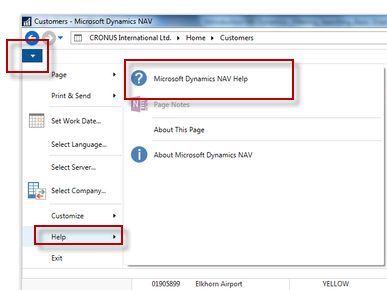 Customers - Microsoft Dynamics NAV
CRONUS International Ltd. Home Customers
Page
Print & Send
Set Work Date...
Select Language...
Select Server...
Select Company...
Customize
Help
Exit
Microsoft Dynamics NAV Help
Page Notes
About This Page
About Microsoft Dynamics NAV
01905899 Elkhorn Airport YELLOW